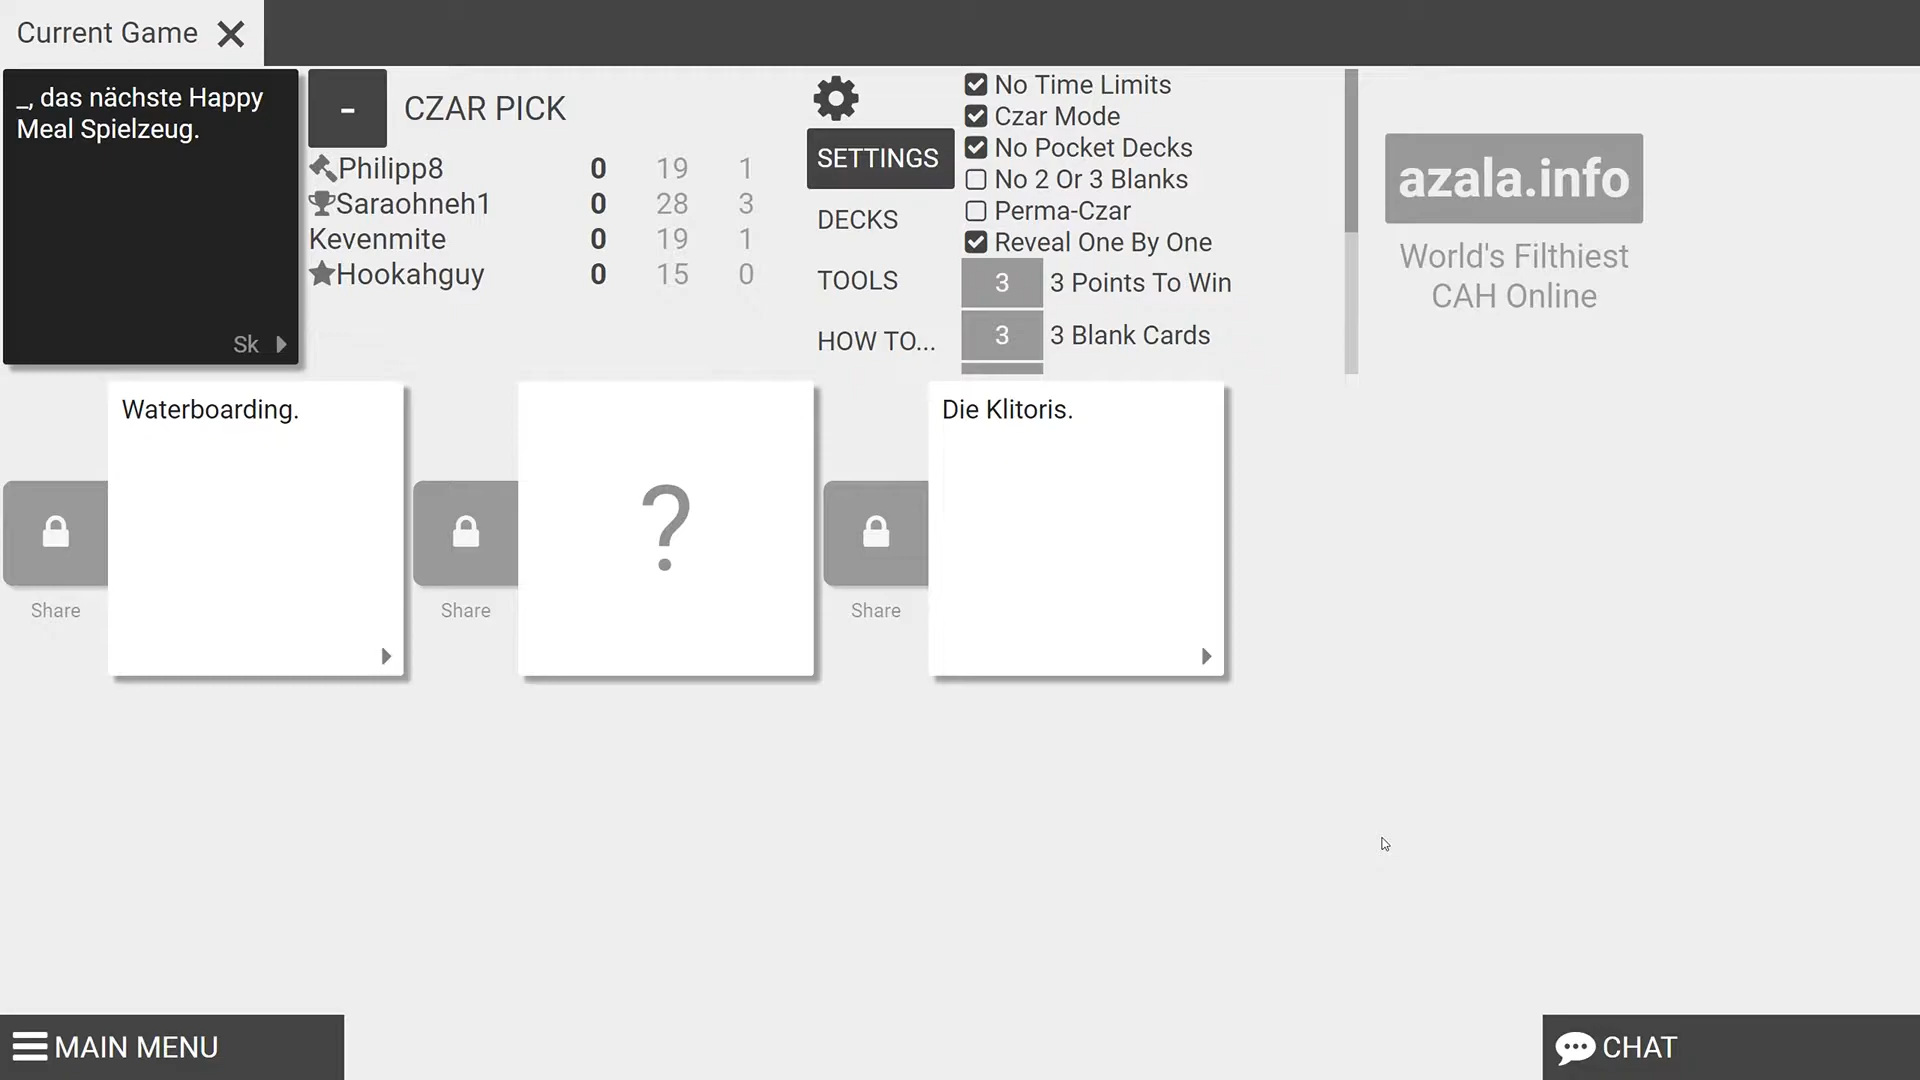 Current Game
_, das nächste Happy
Meal Spielzeug.
Sk
- CZAR PICK
Philipp8 0 19 1
Saraohneh1 0 28 3
Kevenmite 0 19 1
Hookahguy 0 15 0
SETTINGS
DECKS
TOOLS
HOW TO...
No Time Limits
Czar Mode
No Pocket Decks
No 2 Or 3 Blanks
Perma-Czar
Reveal One By One
3 3 Points To Win
3 3 Blank Cards
azala.info
World's Filthiest
CAH Online
Waterboarding.
Share
?
Share
Die Klitoris.
Share
MAIN MENU
CHAT